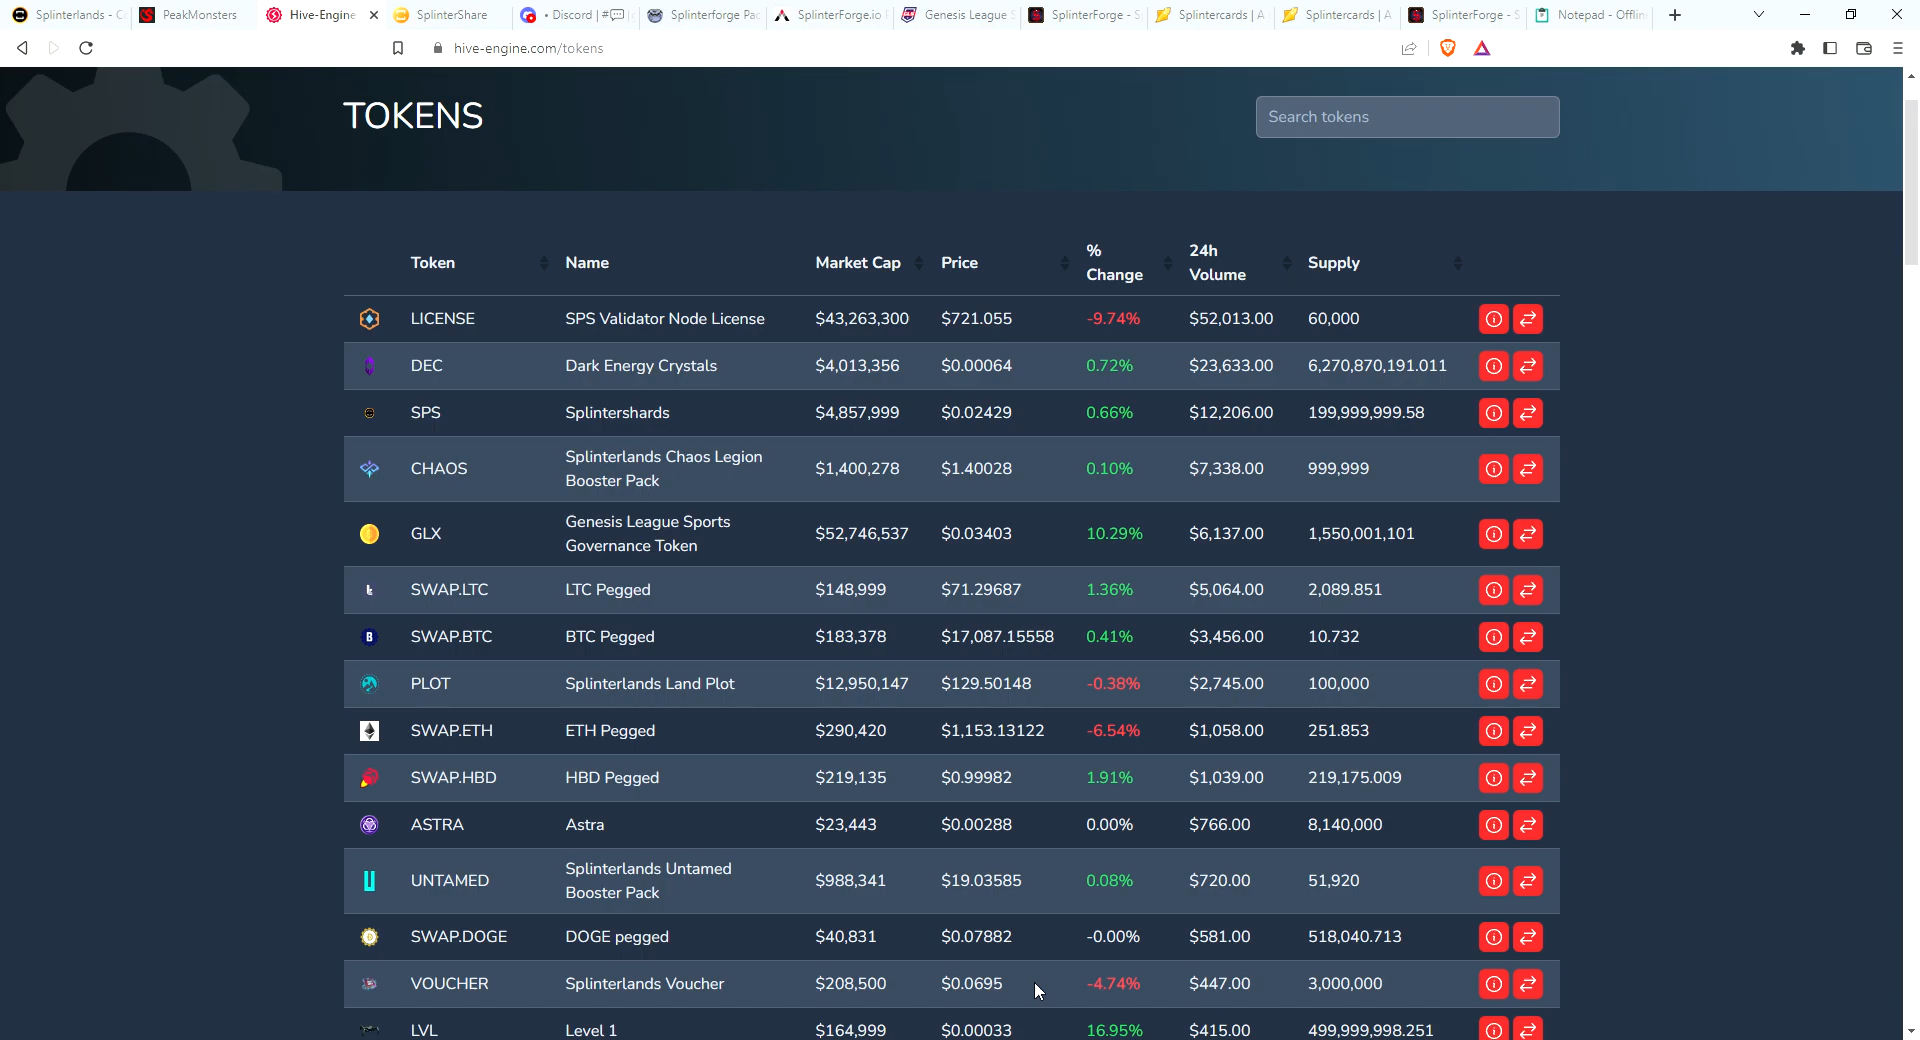 Splinterlands - C
PeakMonsters
Hive-Engine
SplinterShare
• Discord | #💬
Splinterforge Pac
SplinterForge.io
Genesis League S
SplinterForge - S
Splintercards | A
Splintercards | A
SplinterForge - S
Notepad - Offlin
hive-engine.com/tokens
TOKENS
Search tokens
Token Name Market Cap Price % Change 24h Volume Supply
LICENSE SPS Validator Node License $43,263,300 $721.055 -9.74% $52,013.00 60,000
DEC Dark Energy Crystals $4,013,356 $0.00064 0.72% $23,633.00 6,270,870,191.011
SPS Splintershards $4,857,999 $0.02429 0.66% $12,206.00 199,999,999.58
CHAOS Splinterlands Chaos Legion Booster Pack $1,400,278 $1.40028 0.10% $7,338.00 999,999
GLX Genesis League Sports Governance Token $52,746,537 $0.03403 10.29% $6,137.00 1,550,001,101
SWAP.LTC LTC Pegged $148,999 $71.29687 1.36% $5,064.00 2,089.851
SWAP.BTC BTC Pegged $183,378 $17,087.15558 0.41% $3,456.00 10.732
PLOT Splinterlands Land Plot $12,950,147 $129.50148 -0.38% $2,745.00 100,000
SWAP.ETH ETH Pegged $290,420 $1,153.13122 -6.54% $1,058.00 251.853
SWAP.HBD HBD Pegged $219,135 $0.99982 1.91% $1,039.00 219,175.009
ASTRA Astra $23,443 $0.00288 0.00% $766.00 8,140,000
UNTAMED Splinterlands Untamed Booster Pack $988,341 $19.03585 0.08% $720.00 51,920
SWAP.DOGE DOGE pegged $40,831 $0.07882 -0.00% $581.00 518,040.713
VOUCHER Splinterlands Voucher $208,500 $0.0695 -4.74% $447.00 3,000,000
LVL Level 1 $164,999 $0.00033 16.95% $415.00 499,999,998.251